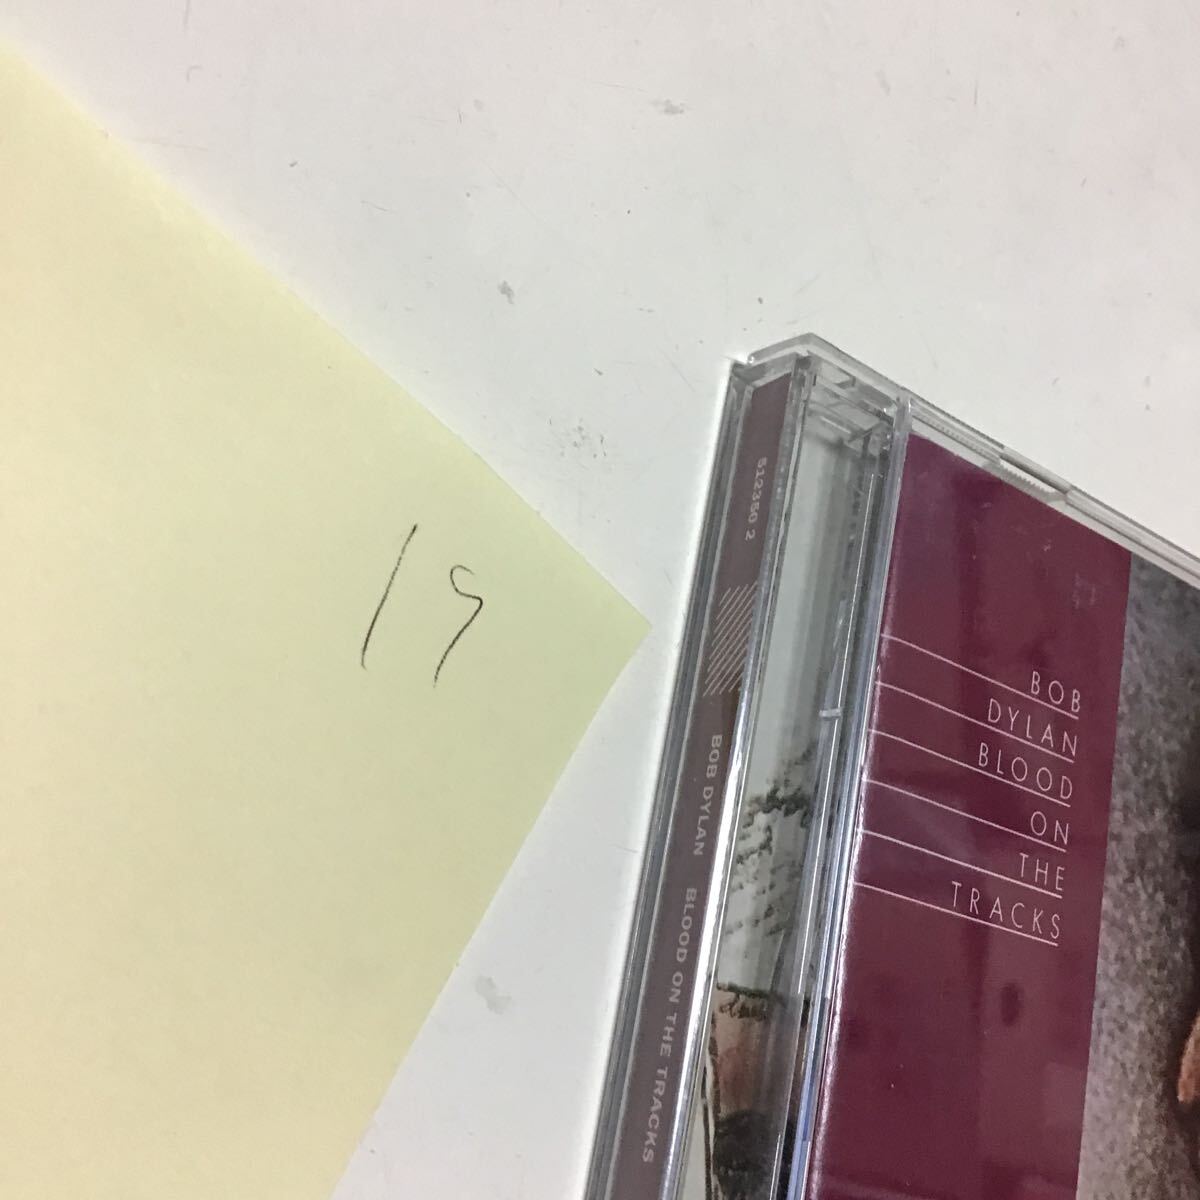 19
512350 2
BOB DYLAN BLOOD ON THE TRACKS
BOB
DYLAN
BLOOD
ON
THE
TRACKS